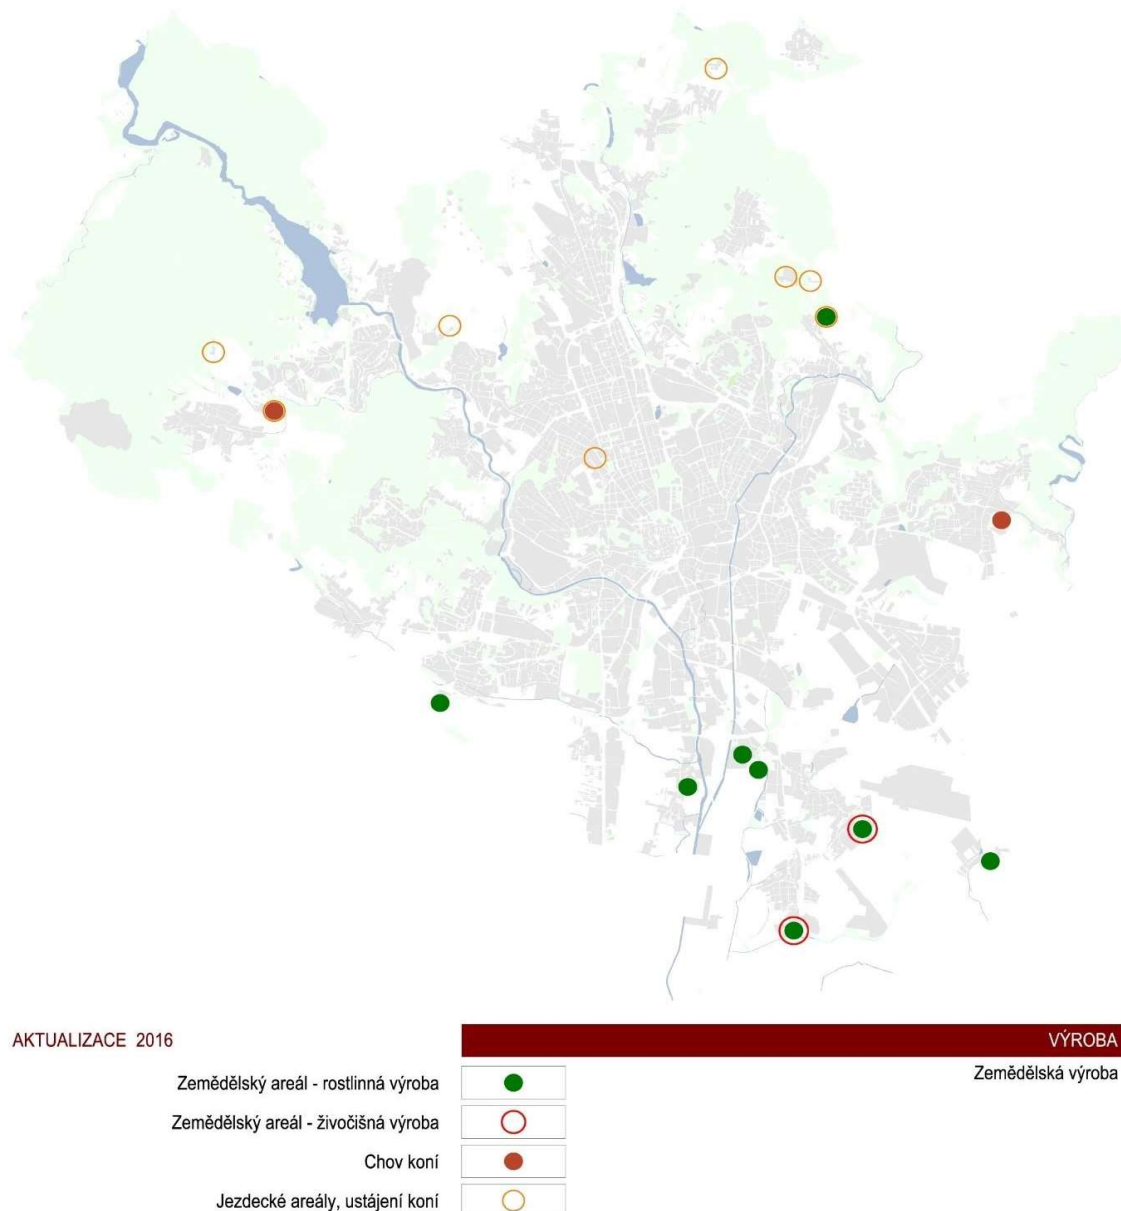 AKTUALIZACE 2016
VÝROBA
Zemědělská výroba
Zemědělský areál - rostlinná výroba
Zemědělský areál - živočišná výroba
Chov koní
Jezdecké areály, ustájení koní